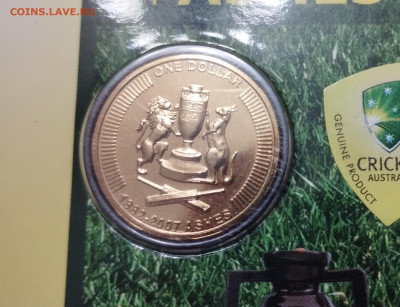 COINS.LAVE.RU
ONE DOLLAR
1882-2007 ASHES
GENUINE PRODUCT
CRICK
AUSTRA